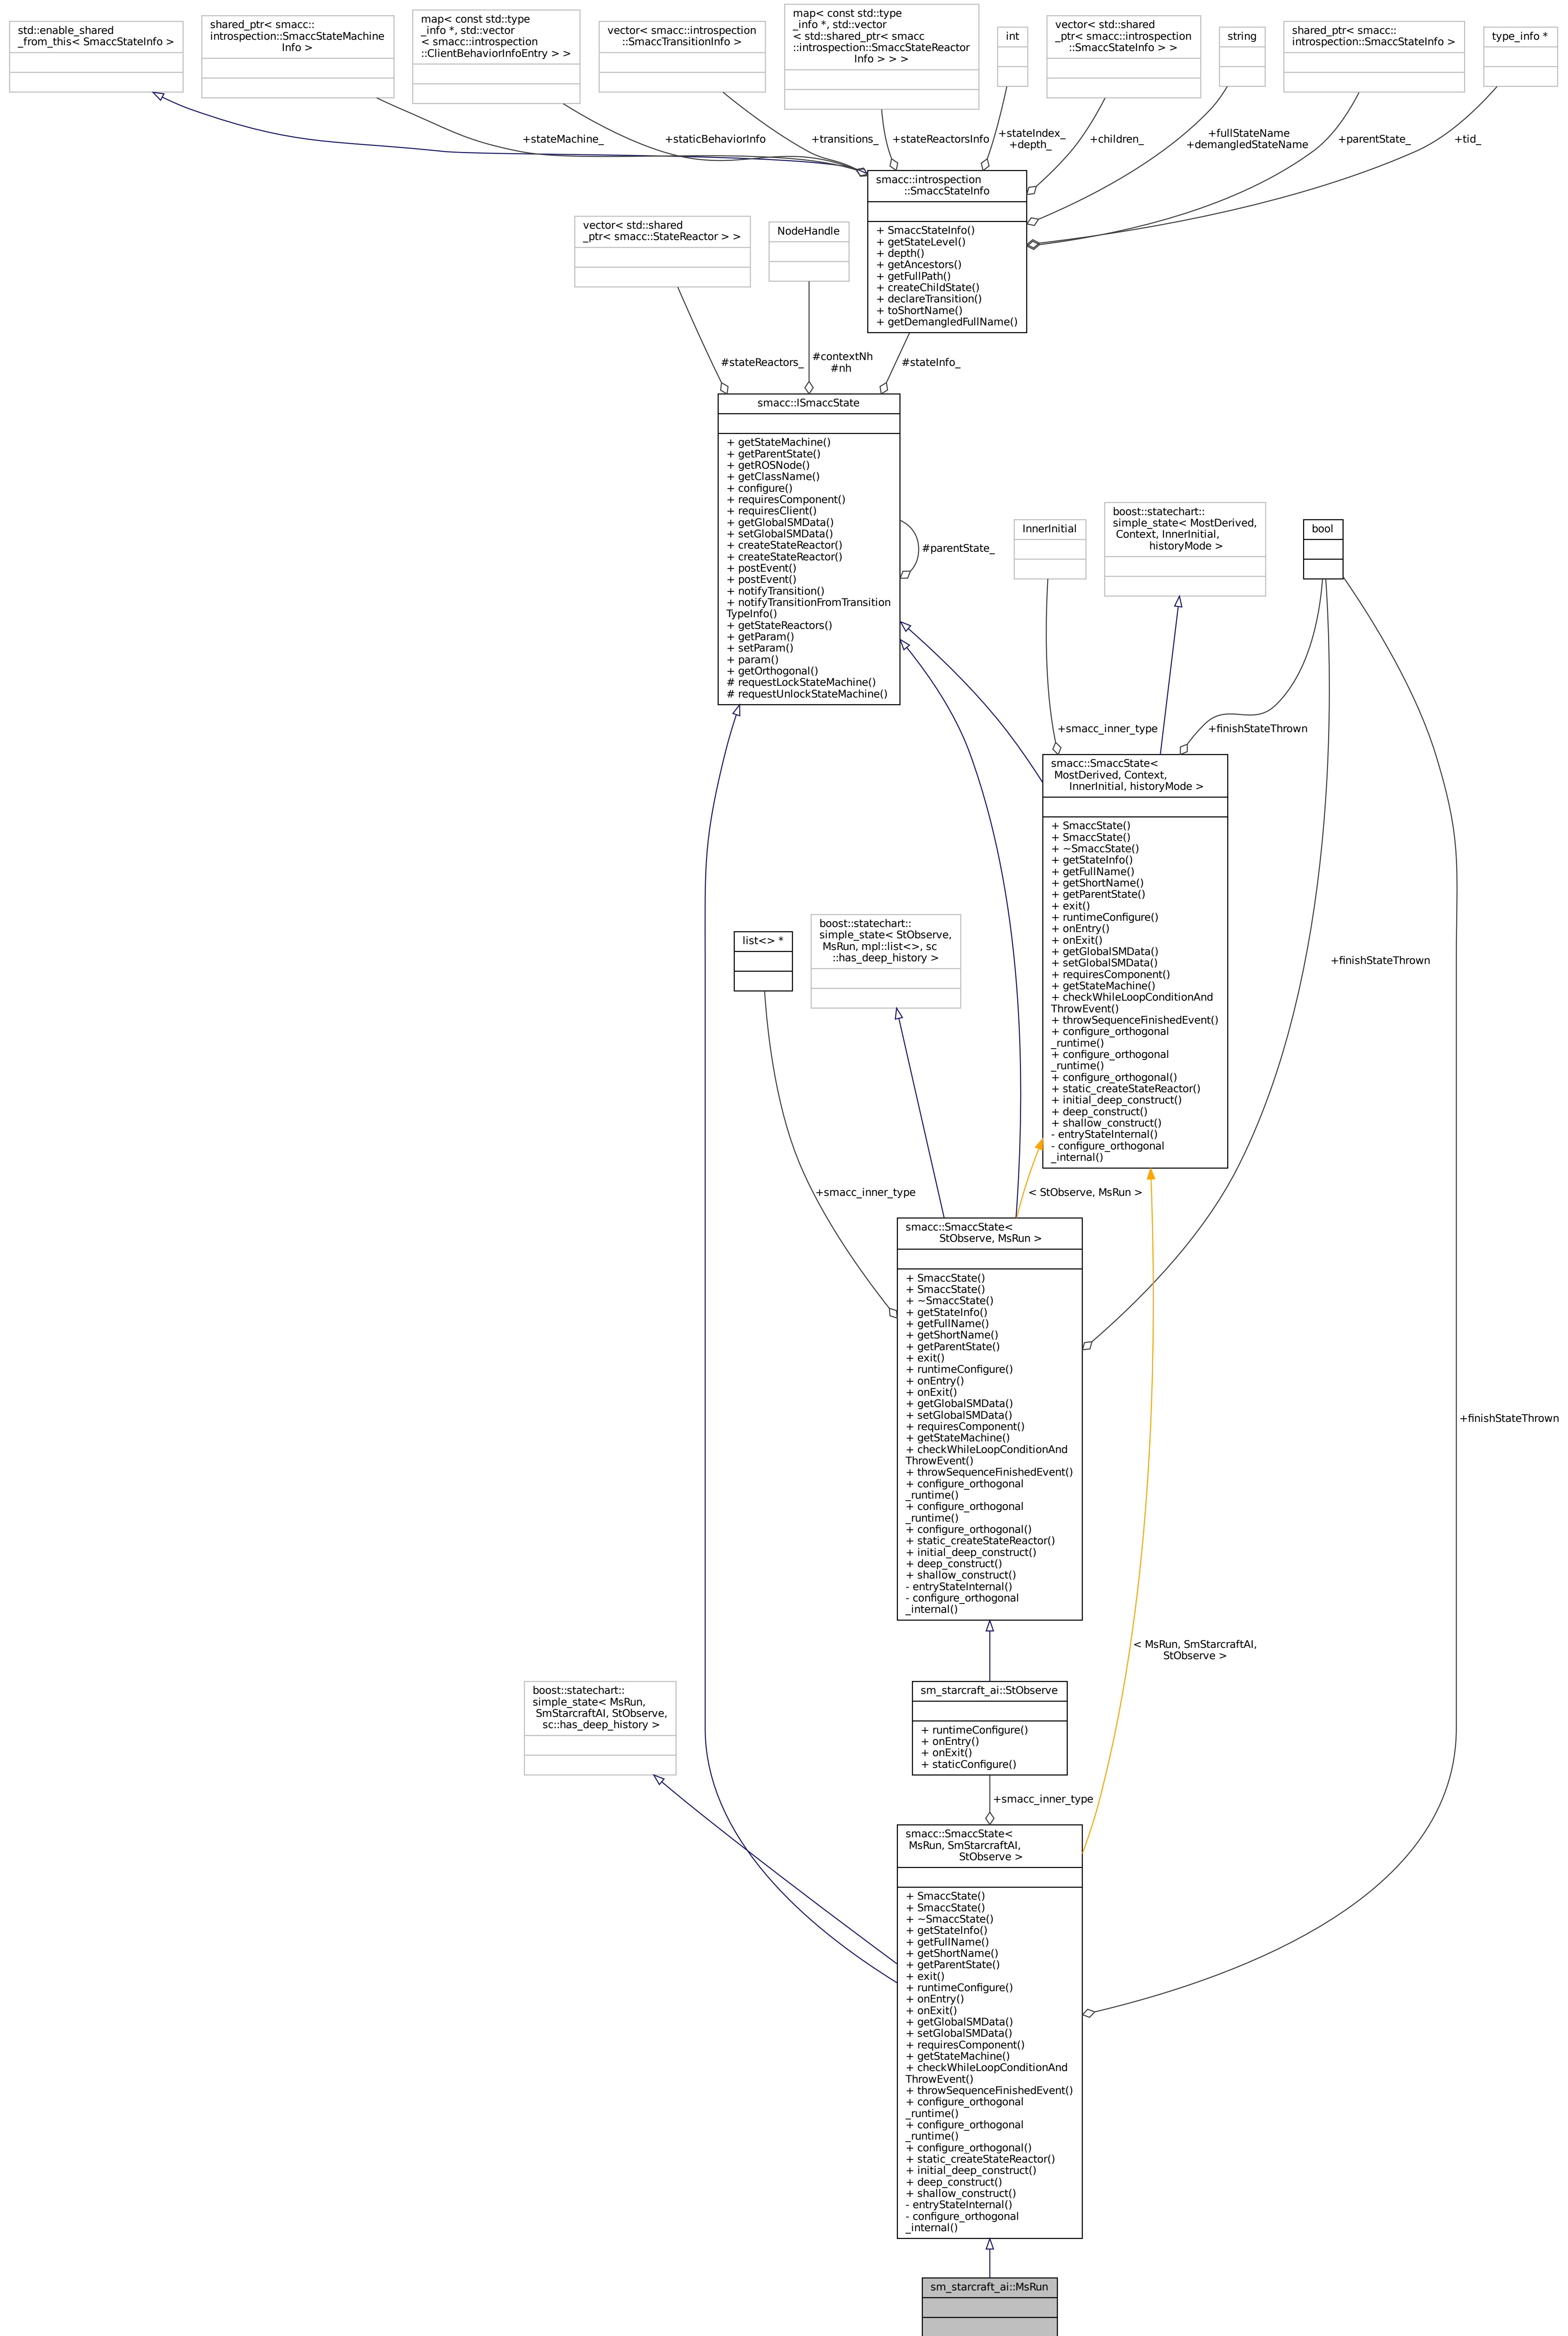 std::enable_shared
_from_this< SmaccStateInfo >
shared_ptr< smacc::
introspection::SmaccStateMachine
Info >
map< const std::type
_info *, std::vector
< smacc::introspection
::ClientBehaviorInfoEntry > >
vector< smacc::introspection
::SmaccTransitionInfo >
map< const std::type
_info *, std::vector
< std::shared_ptr< smacc
::introspection::SmaccStateReactor
Info > > >
int
vector< std::shared
_ptr< smacc::introspection
::SmaccStateInfo > >
string
shared_ptr< smacc::
introspection::SmaccStateInfo >
type_info *
+stateMachine_
+staticBehaviorInfo
+transitions_
+stateReactorsInfo
+stateIndex_
+depth_
+children_
+fullStateName
+demangledStateName
+parentState_
+tid_
smacc::introspection
::SmaccStateInfo
+ SmaccStateInfo()
+ getStateLevel()
+ depth()
+ getAncestors()
+ getFullPath()
+ createChildState()
+ declareTransition()
+ toShortName()
+ getDemangledFullName()
vector< std::shared
_ptr< smacc::StateReactor > >
NodeHandle
#stateReactors_
#contextNh
#nh
#stateInfo_
smacc::ISmaccState
+ getStateMachine()
+ getParentState()
+ getROSNode()
+ getClassName()
+ configure()
+ requiresComponent()
+ requiresClient()
+ getGlobalSMData()
+ setGlobalSMData()
+ createStateReactor()
+ createStateReactor()
+ postEvent()
+ postEvent()
+ notifyTransition()
+ notifyTransitionFromTransition
TypeInfo()
+ getStateReactors()
+ getParam()
+ setParam()
+ param()
+ getOrthogonal()
# requestLockStateMachine()
# requestUnlockStateMachine()
#parentState_
InnerInitial
boost::statechart::
simple_state< MostDerived,
Context, InnerInitial,
historyMode >
bool
+smacc_inner_type
+finishStateThrown
smacc::SmaccState<
MostDerived, Context,
InnerInitial, historyMode >
+ SmaccState()
+ SmaccState()
+ ~SmaccState()
+ getStateInfo()
+ getFullName()
+ getShortName()
+ getParentState()
+ exit()
+ runtimeConfigure()
+ onEntry()
+ onExit()
+ getGlobalSMData()
+ setGlobalSMData()
+ requiresComponent()
+ getStateMachine()
+ checkWhileLoopConditionAnd
ThrowEvent()
+ throwSequenceFinishedEvent()
+ configure_orthogonal
_runtime()
+ configure_orthogonal
_runtime()
+ configure_orthogonal()
+ static_createStateReactor()
+ initial_deep_construct()
+ deep_construct()
+ shallow_construct()
- entryStateInternal()
- configure_orthogonal
_internal()
list<> *
boost::statechart::
simple_state< StObserve,
MsRun, mpl::list<>, sc
::has_deep_history >
+finishStateThrown
+smacc_inner_type
< StObserve, MsRun >
smacc::SmaccState<
StObserve, MsRun >
+ SmaccState()
+ SmaccState()
+ ~SmaccState()
+ getStateInfo()
+ getFullName()
+ getShortName()
+ getParentState()
+ exit()
+ runtimeConfigure()
+ onEntry()
+ onExit()
+ getGlobalSMData()
+ setGlobalSMData()
+ requiresComponent()
+ getStateMachine()
+ checkWhileLoopConditionAnd
ThrowEvent()
+ throwSequenceFinishedEvent()
+ configure_orthogonal
_runtime()
+ configure_orthogonal
_runtime()
+ configure_orthogonal()
+ static_createStateReactor()
+ initial_deep_construct()
+ deep_construct()
+ shallow_construct()
- entryStateInternal()
- configure_orthogonal
_internal()
+finishStateThrown
< MsRun, SmStarcraftAI,
StObserve >
boost::statechart::
simple_state< MsRun,
SmStarcraftAI, StObserve,
sc::has_deep_history >
sm_starcraft_ai::StObserve
+ runtimeConfigure()
+ onEntry()
+ onExit()
+ staticConfigure()
+smacc_inner_type
smacc::SmaccState<
MsRun, SmStarcraftAI,
StObserve >
+ SmaccState()
+ SmaccState()
+ ~SmaccState()
+ getStateInfo()
+ getFullName()
+ getShortName()
+ getParentState()
+ exit()
+ runtimeConfigure()
+ onEntry()
+ onExit()
+ getGlobalSMData()
+ setGlobalSMData()
+ requiresComponent()
+ getStateMachine()
+ checkWhileLoopConditionAnd
ThrowEvent()
+ throwSequenceFinishedEvent()
+ configure_orthogonal
_runtime()
+ configure_orthogonal
_runtime()
+ configure_orthogonal()
+ static_createStateReactor()
+ initial_deep_construct()
+ deep_construct()
+ shallow_construct()
- entryStateInternal()
- configure_orthogonal
_internal()
sm_starcraft_ai::MsRun